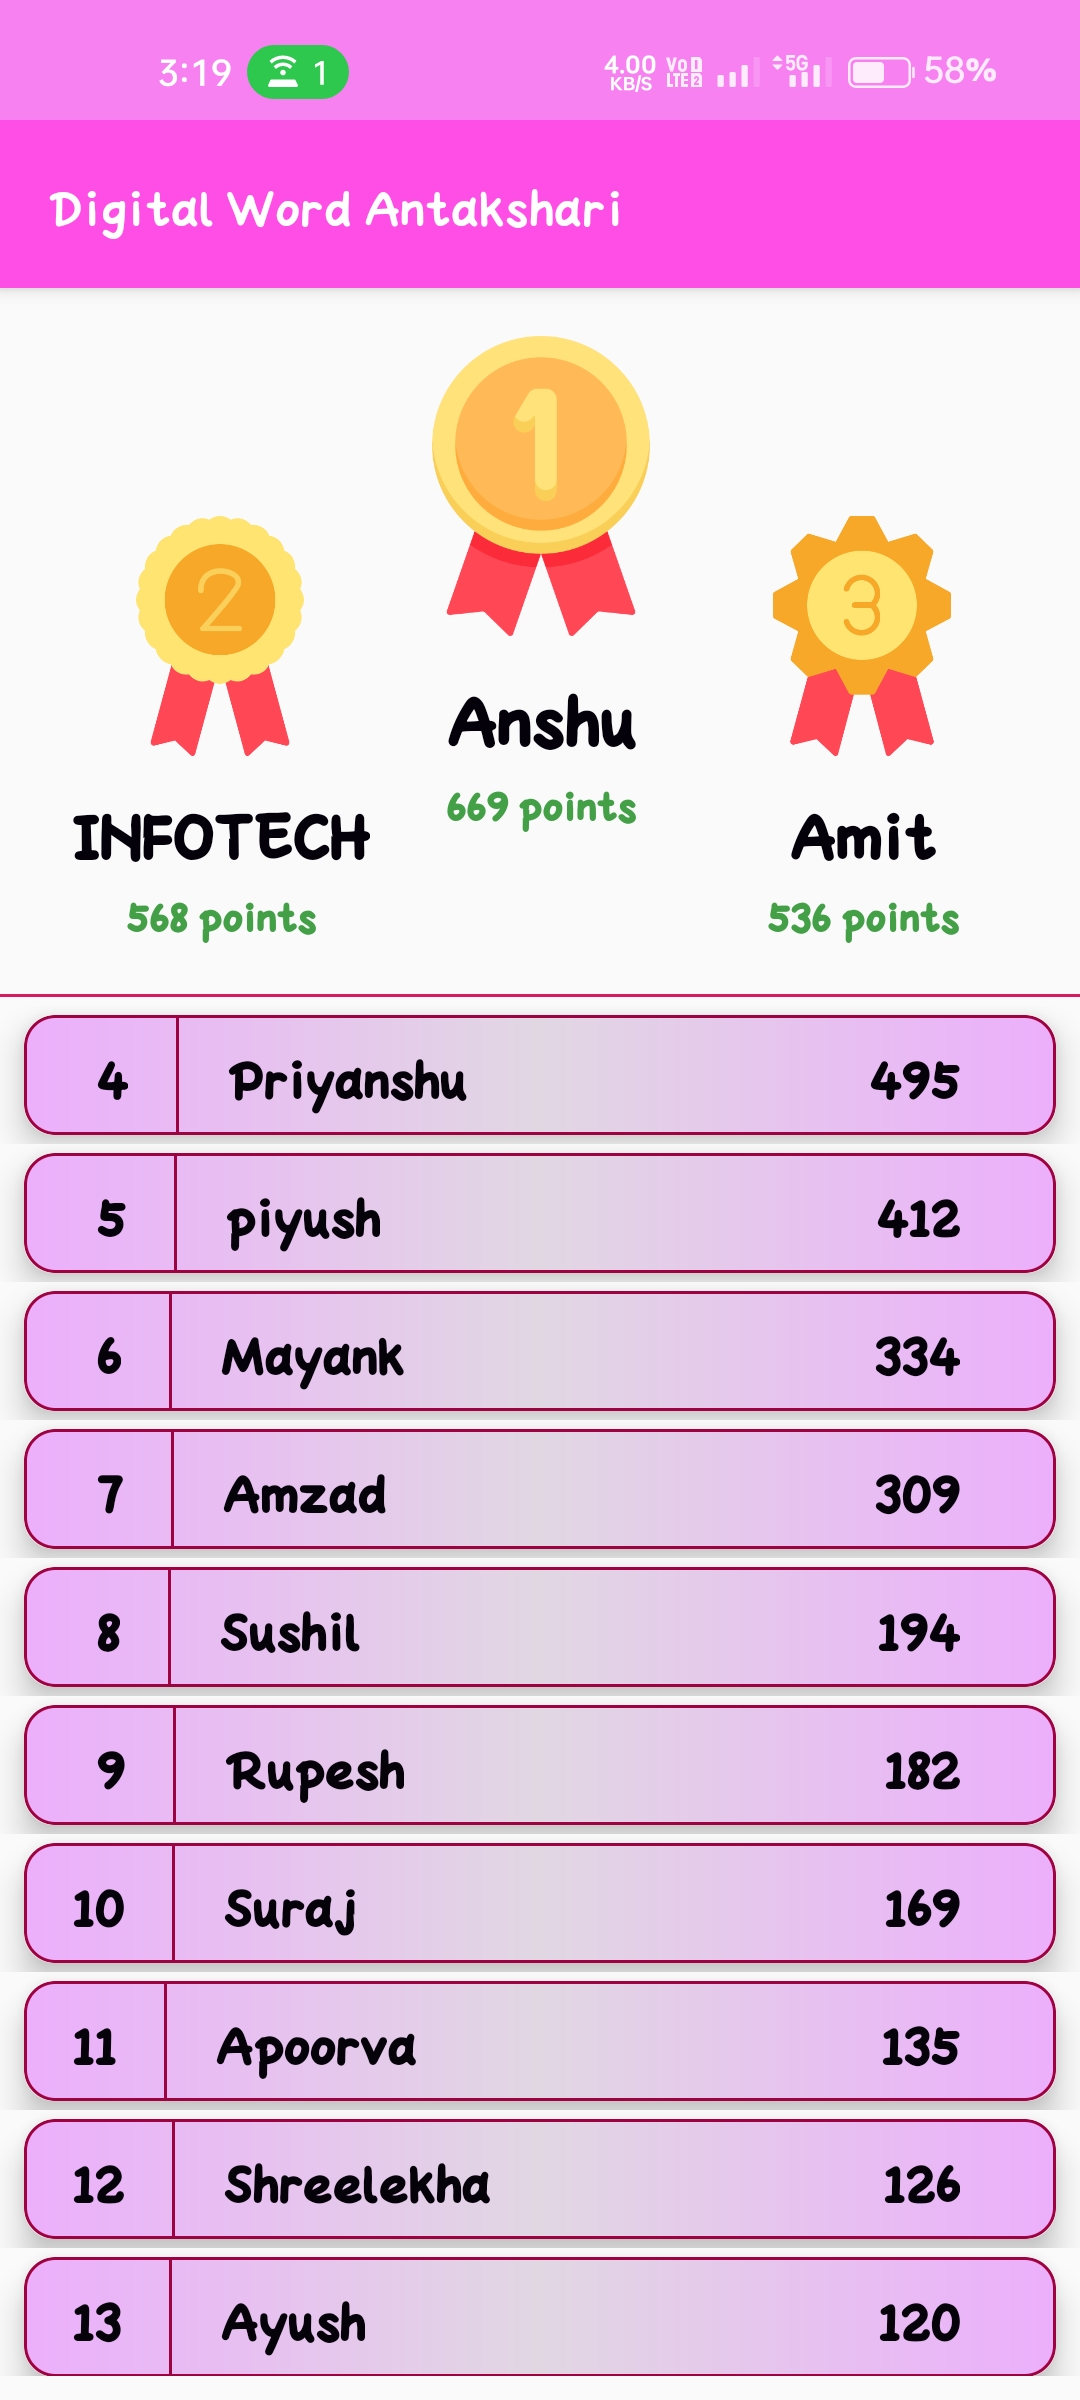 3:19 1 4.00 KB/S Vo 1 LTE 2 5G 58%
Digital Word Antakshari
1
2
3
Anshu
669 points
INFOTECH
568 points
Amit
536 points
4 Priyanshu 495
5 piyush 412
6 Mayank 334
7 Amzad 309
8 Sushil 194
9 Rupesh 182
10 Suraj 169
11 Apoorva 135
12 Shreelekha 126
13 Ayush 120